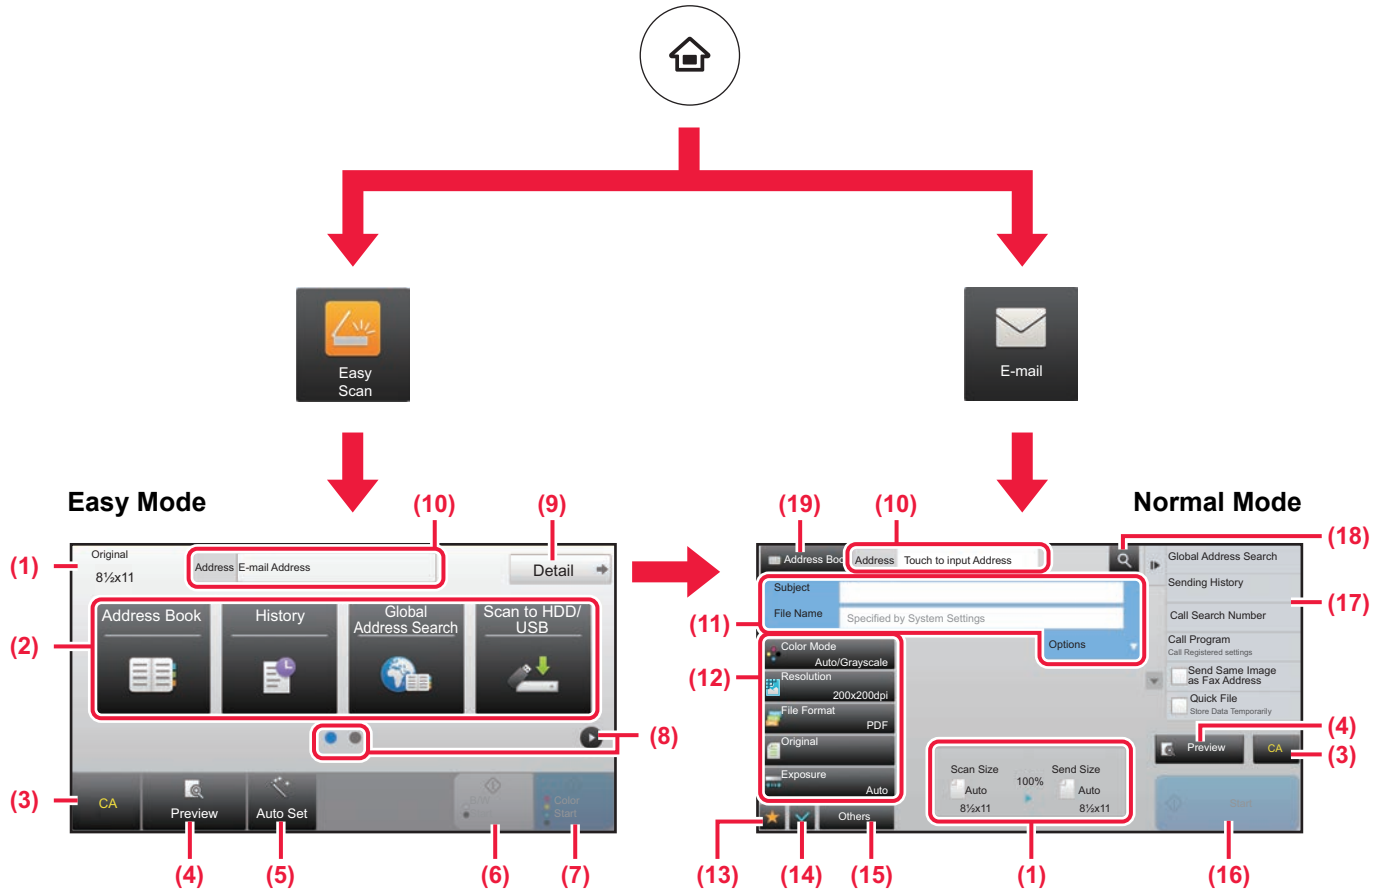 Easy
Scan
E-mail
Easy Mode
(10)
(9)
(1)
Original
8½x11
Address E-mail Address
Detail
(2)
Address Book
History
Global
Address Search
Scan to HDD/
USB
(8)
(3)
CA
Preview
Auto Set
Color
Start
(4)
(5)
(6)
(7)
Normal Mode
(19)
(10)
(18)
Address Boo
Address Touch to input Address
Global Address Search
Subject
Sending History
(17)
File Name Specified by System Settings
Call Search Number
(11)
Options
Call Program
Call Registered settings
(12)
Color Mode
Auto/Grayscale
Resolution
200x200dpi
File Format
PDF
Original
Exposure
Auto
Send Same Image
as Fax Address
Quick File
Store Data Temporarily
(4)
Preview
CA
(3)
Scan Size
Auto
8½x11
100%
Send Size
Auto
8½x11
Others
Start
(13)
(14)
(15)
(1)
(16)